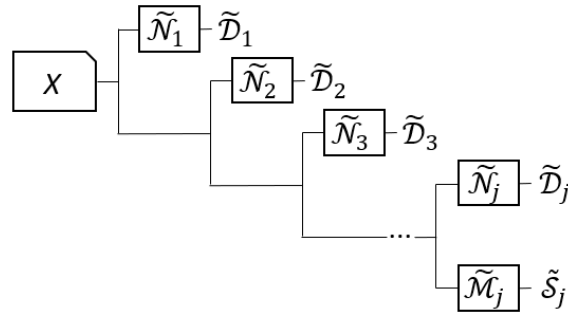 X
𝒩̃₁ 𝒟̃₁
𝒩̃₂ 𝒟̃₂
𝒩̃₃ 𝒟̃₃
𝒩̃ⱼ 𝒟̃ⱼ
...
ℳ̃ⱼ 𝒮̃ⱼ